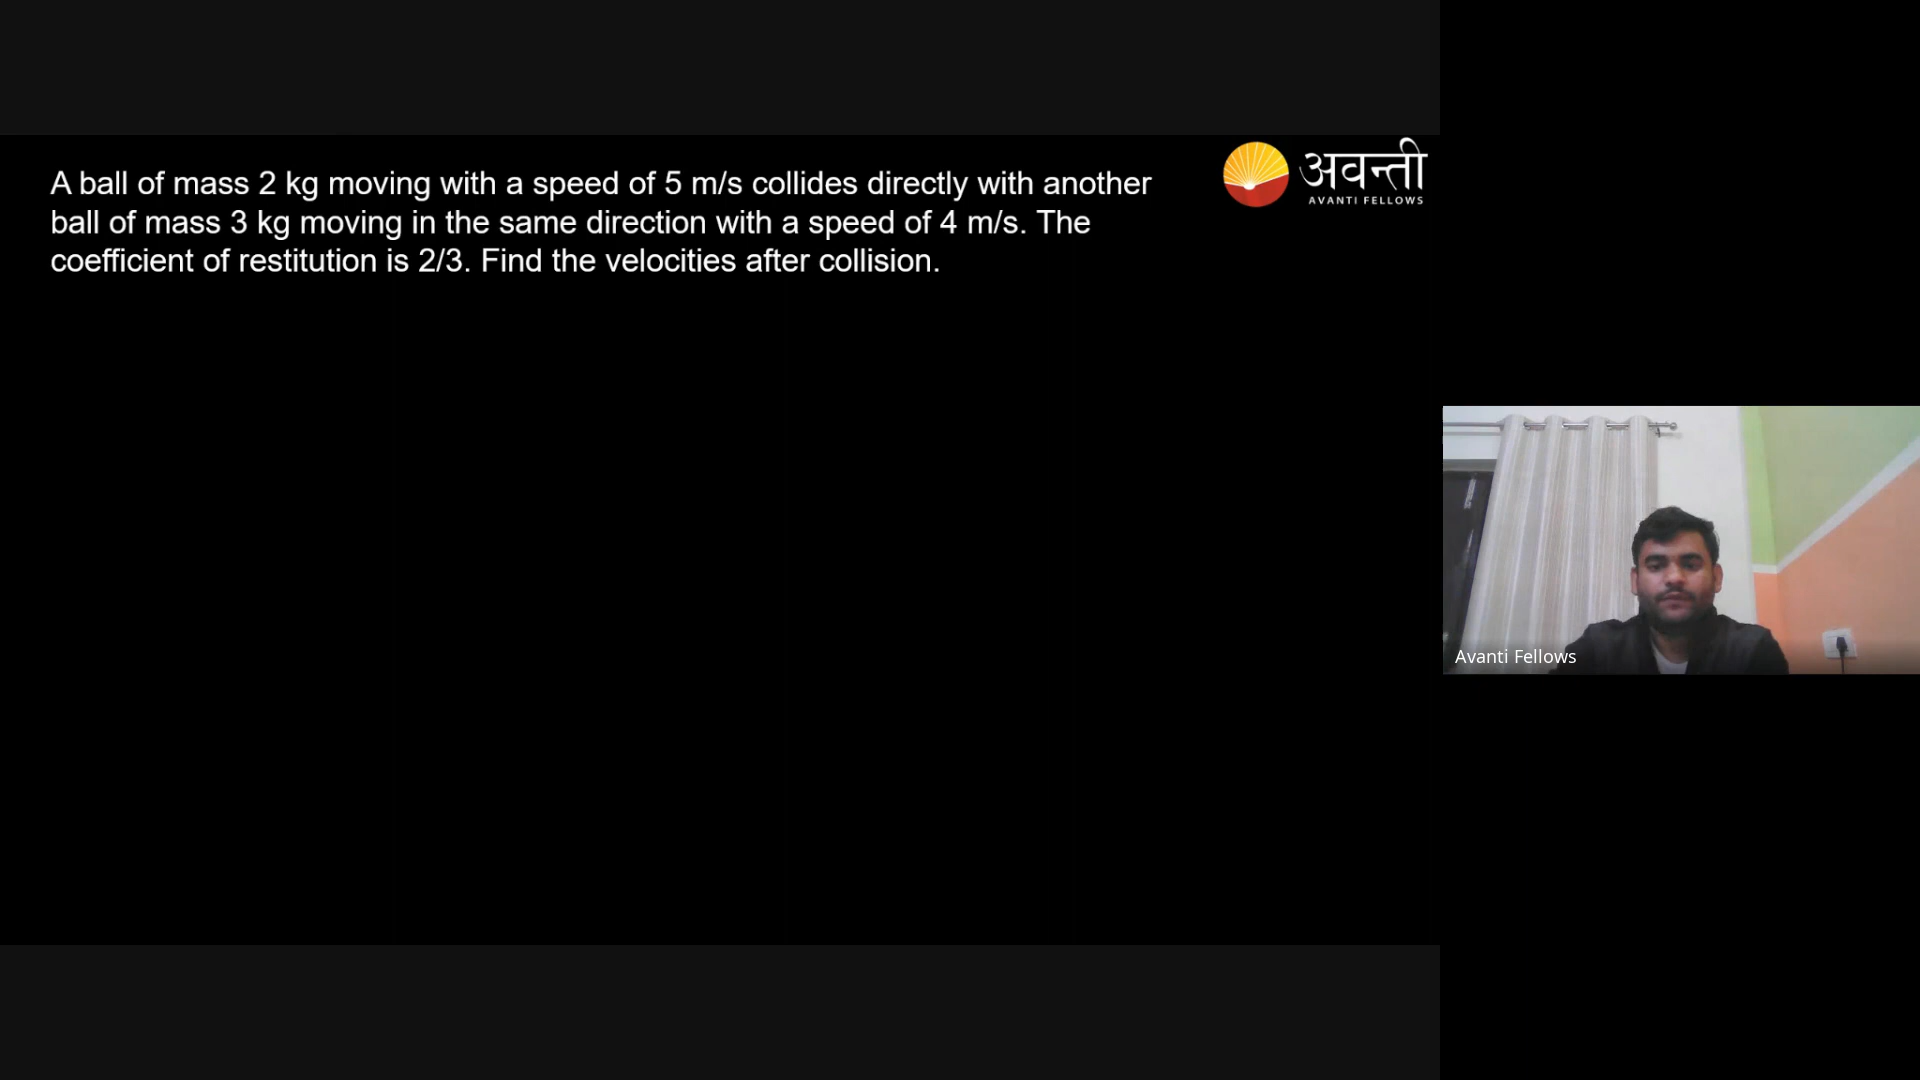 A ball of mass 2 kg moving with a speed of 5 m/s collides directly with another
ball of mass 3 kg moving in the same direction with a speed of 4 m/s. The
coefficient of restitution is 2/3. Find the velocities after collision.
अवन्ती
AVANTI FELLOWS
Avanti Fellows